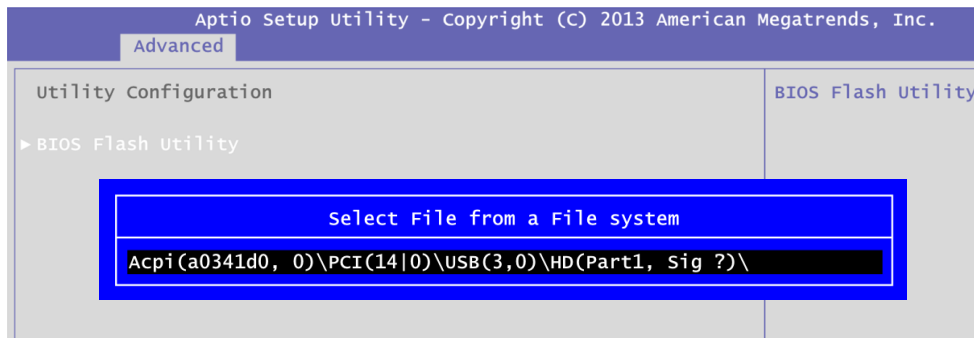 Aptio Setup Utility - Copyright (C) 2013 American Megatrends, Inc.
Advanced
Utility Configuration
BIOS Flash Utility
►BIOS Flash Utility
Select File from a File system
Acpi(a0341d0, 0)\PCI(14|0)\USB(3,0)\HD(Part1, Sig ?)\